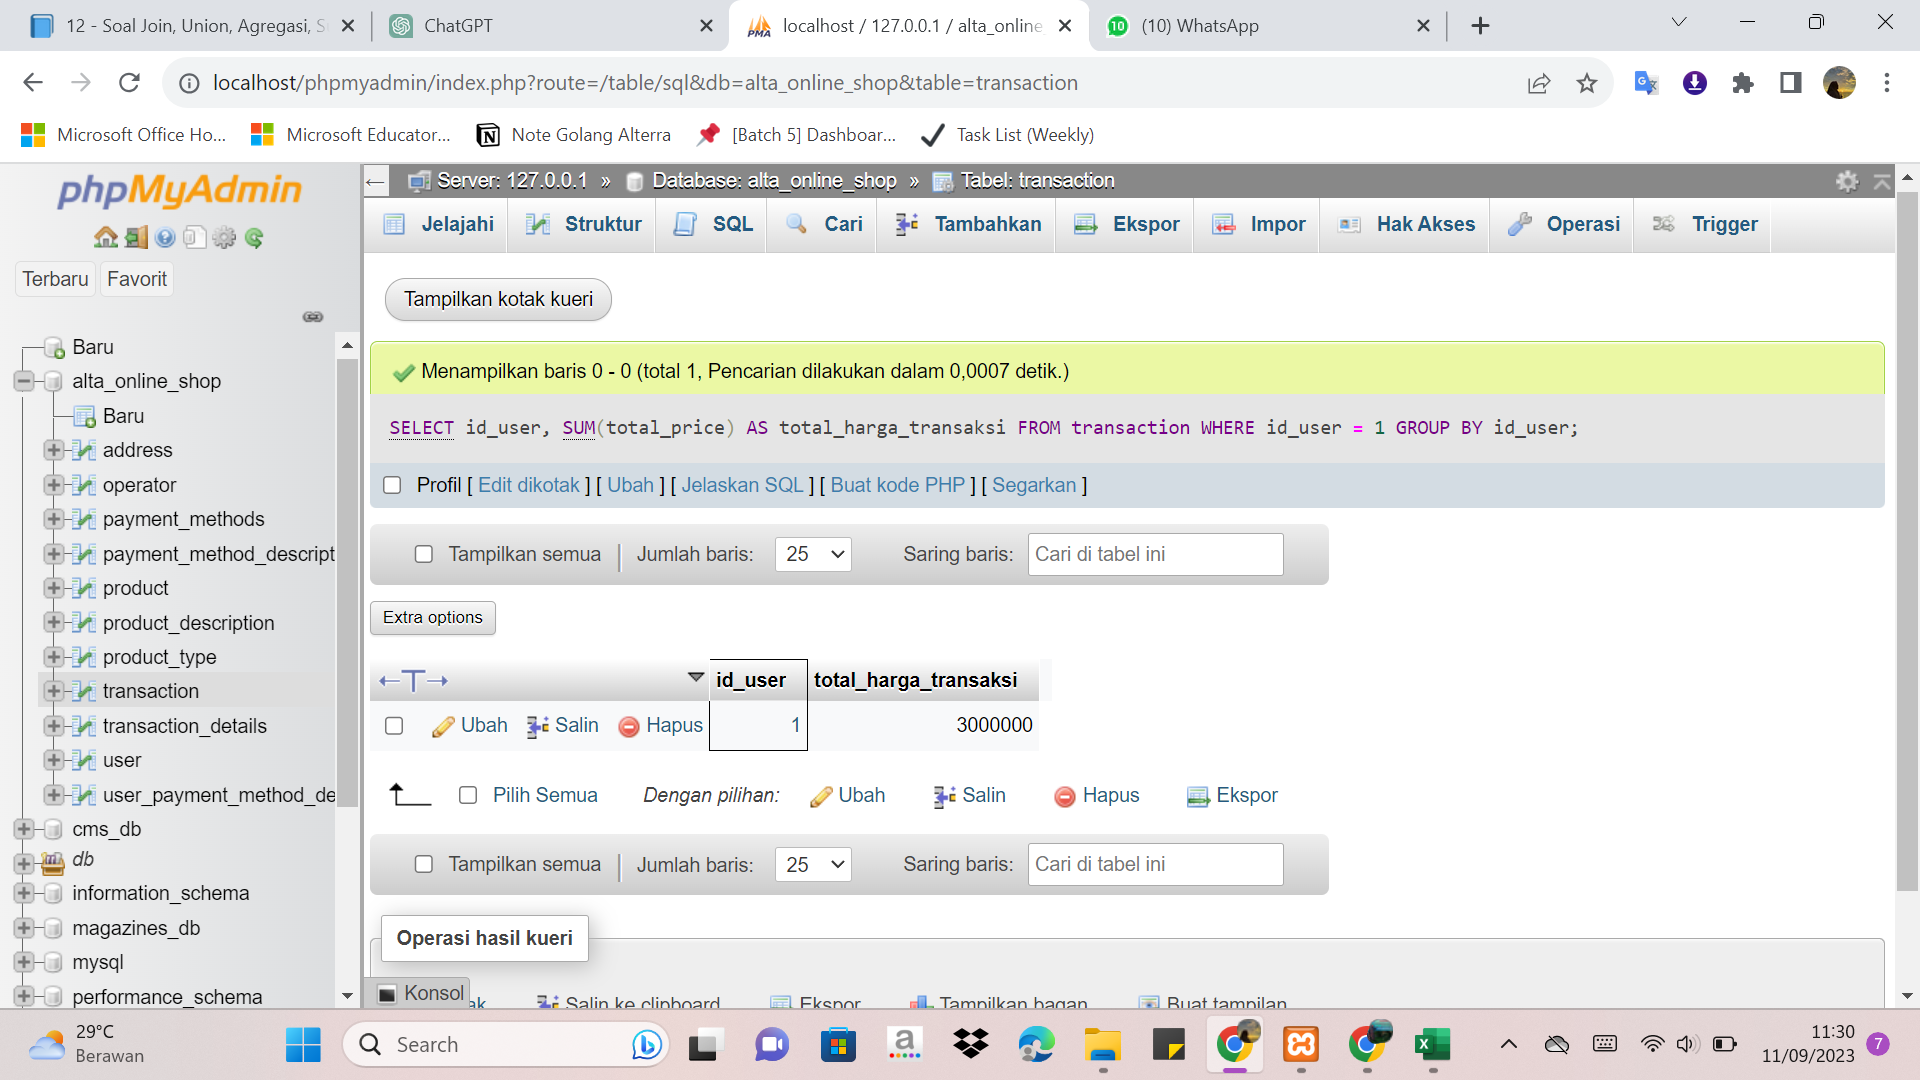 12 - Soal Join, Union, Agregasi, S
ChatGPT
localhost / 127.0.0.1 / alta_online
(10) WhatsApp
localhost/phpmyadmin/index.php?route=/table/sql&db=alta_online_shop&table=transaction
Microsoft Office Ho...
Microsoft Educator...
Note Golang Alterra
[Batch 5] Dashboar...
Task List (Weekly)
phpMyAdmin
Terbaru
Favorit
Baru
alta_online_shop
Baru
address
operator
payment_methods
payment_method_descript
product
product_description
product_type
transaction
transaction_details
user
user_payment_method_de
cms_db
db
information_schema
magazines_db
mysql
performance_schema
Server: 127.0.0.1 » Database: alta_online_shop » Tabel: transaction
Jelajahi
Struktur
SQL
Cari
Tambahkan
Ekspor
Impor
Hak Akses
Operasi
Trigger
Tampilkan kotak kueri
Menampilkan baris 0 - 0 (total 1, Pencarian dilakukan dalam 0,0007 detik.)
SELECT id_user, SUM(total_price) AS total_harga_transaksi FROM transaction WHERE id_user = 1 GROUP BY id_user;
Profil [ Edit dikotak ] [ Ubah ] [ Jelaskan SQL ] [ Buat kode PHP ] [ Segarkan ]
Tampilkan semua
Jumlah baris: 25
Saring baris: Cari di tabel ini
Extra options
id_user total_harga_transaksi
Ubah Salin Hapus 1 3000000
Pilih Semua Dengan pilihan: Ubah Salin Hapus Ekspor
Tampilkan semua
Jumlah baris: 25
Saring baris: Cari di tabel ini
Operasi hasil kueri
Konsol
Salin ke clipboard
Ekspor
Tampilkan bagan
Buat tampilan
29°C
Berawan
Search
11:30
11/09/2023
7